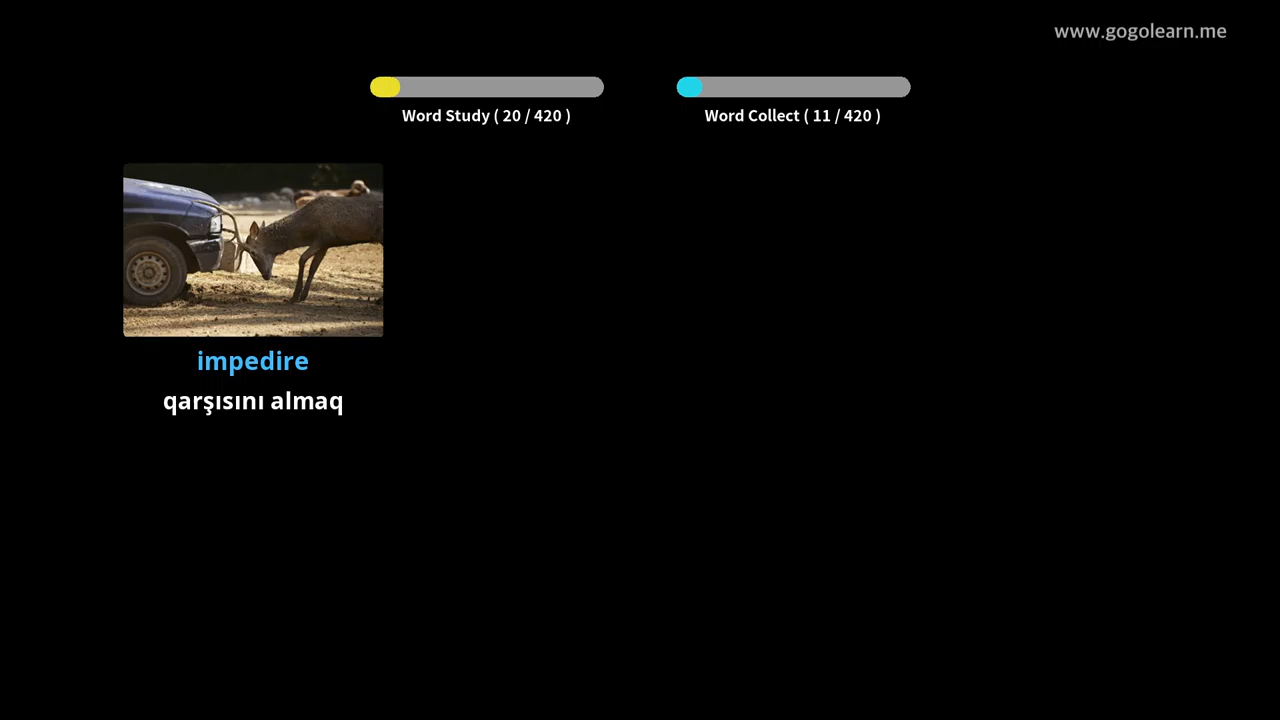 www.gogolearn.me
Word Study ( 20 / 420 )
Word Collect ( 11 / 420 )
impedire
qarşısını almaq